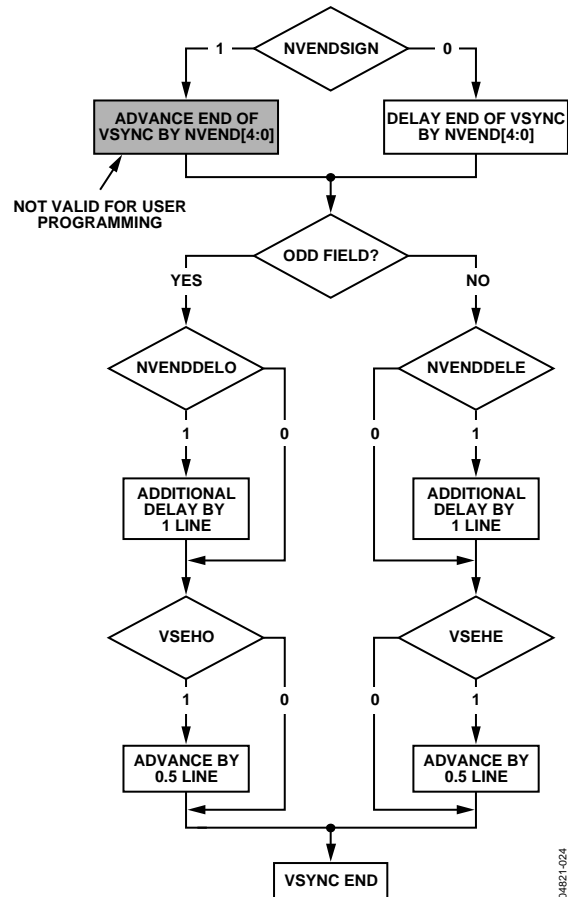 NVENDSIGN
1
0
ADVANCE END OF
VSYNC BY NVEND[4:0]
DELAY END OF VSYNC
BY NVEND[4:0]
NOT VALID FOR USER
PROGRAMMING
ODD FIELD?
YES
NO
NVENDDELO
NVENDDELE
1
0
0
1
ADDITIONAL
DELAY BY
1 LINE
ADDITIONAL
DELAY BY
1 LINE
VSEHO
VSEHE
1
0
0
1
ADVANCE BY
0.5 LINE
ADVANCE BY
0.5 LINE
VSYNC END
04821-024